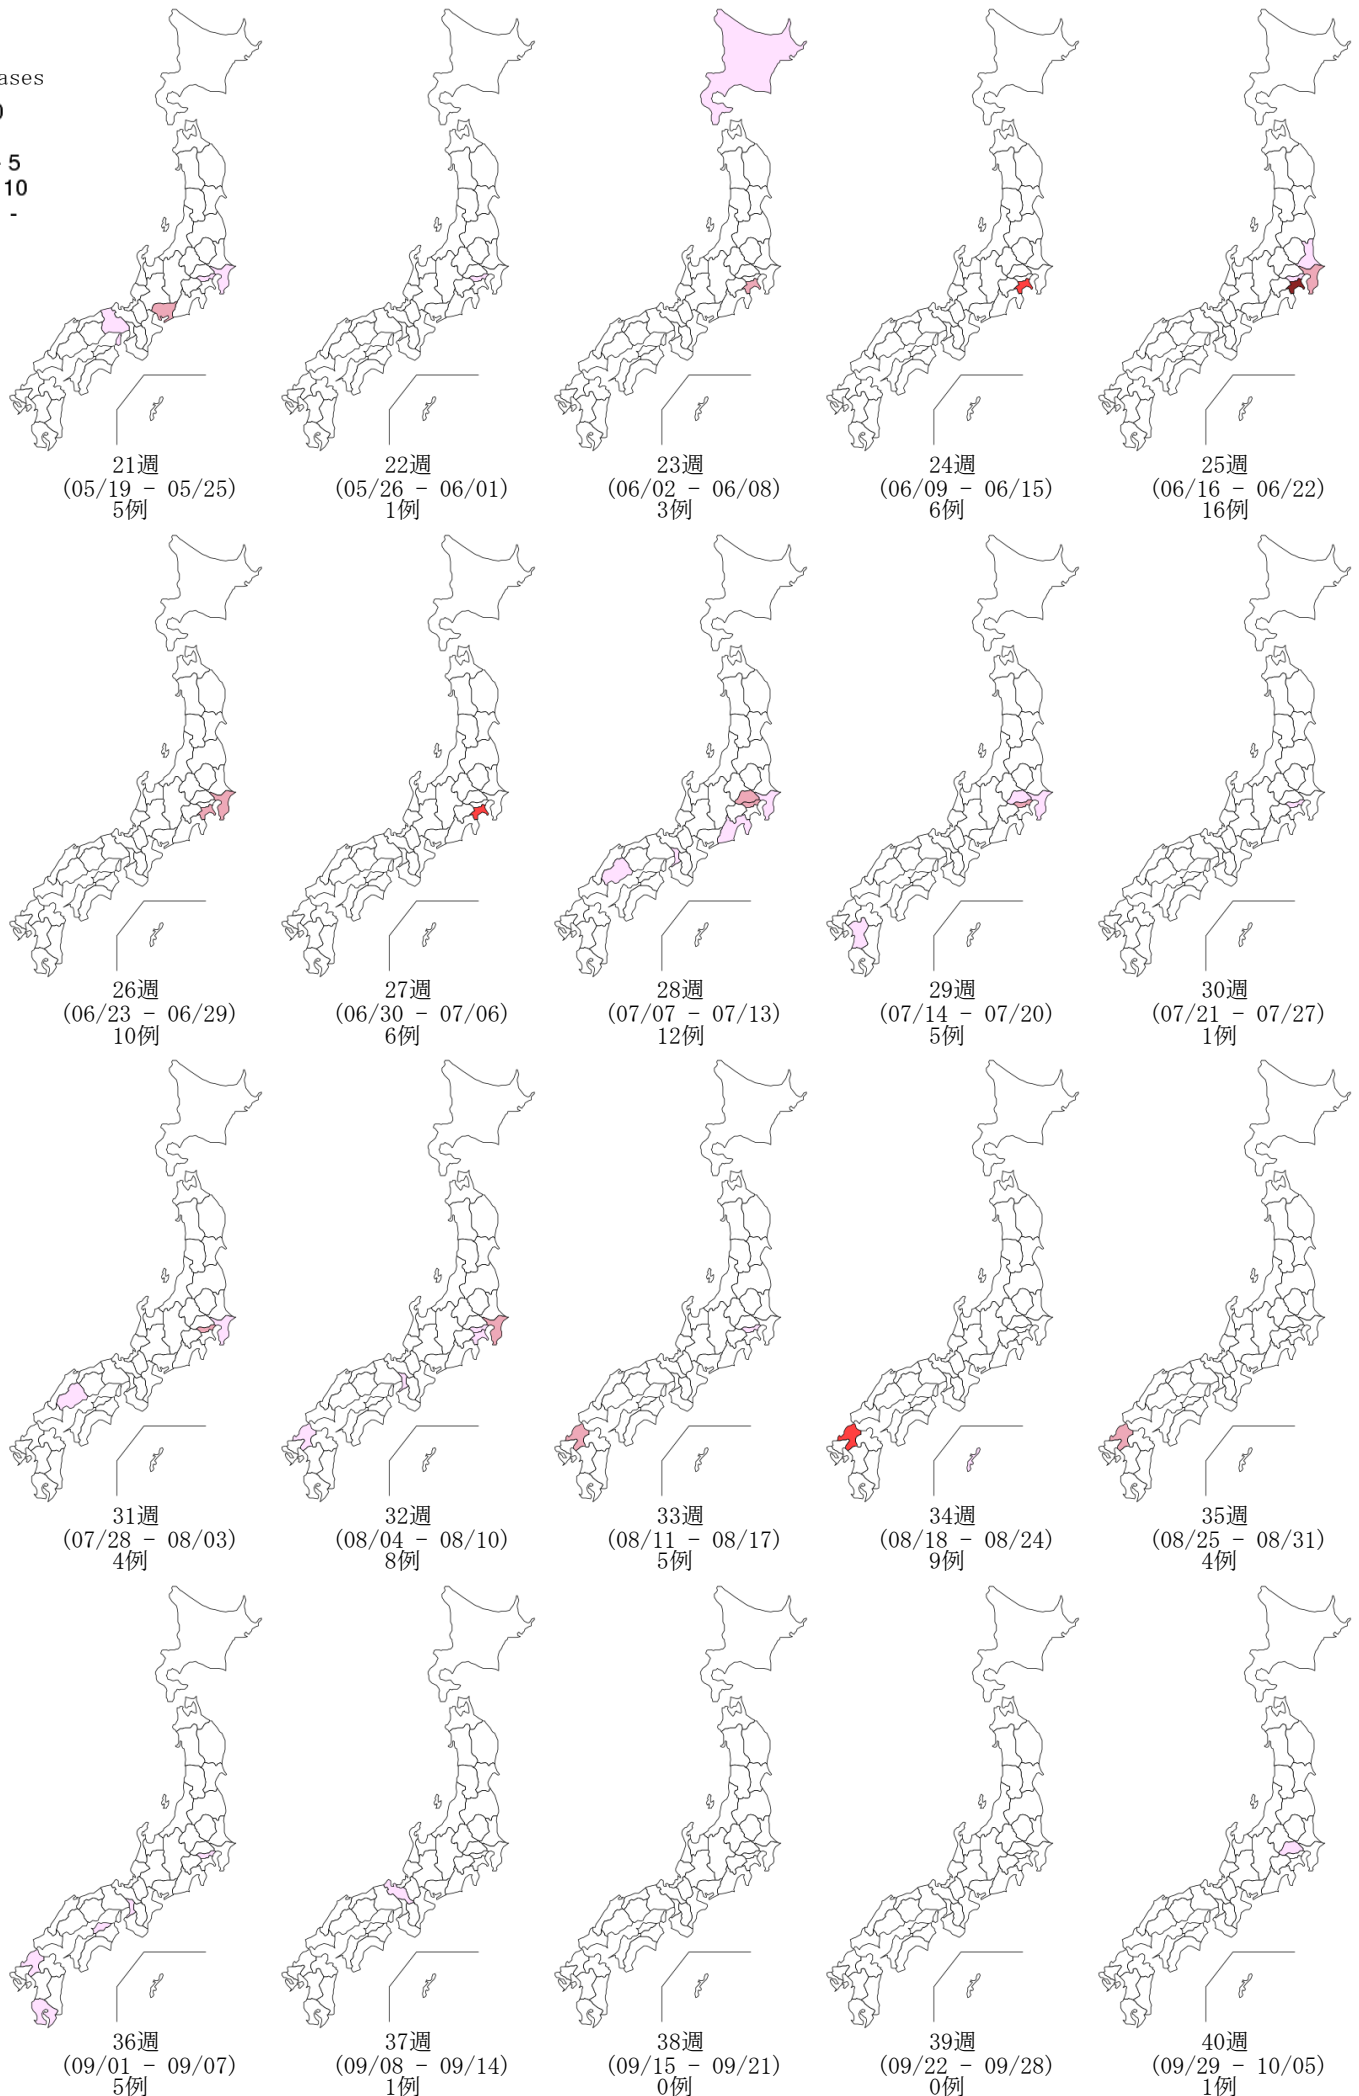 ases
0
5
10
-
21週
(05/19 - 05/25)
5例
22週
(05/26 - 06/01)
1例
23週
(06/02 - 06/08)
3例
24週
(06/09 - 06/15)
6例
25週
(06/16 - 06/22)
16例
26週
(06/23 - 06/29)
10例
27週
(06/30 - 07/06)
6例
28週
(07/07 - 07/13)
12例
29週
(07/14 - 07/20)
5例
30週
(07/21 - 07/27)
1例
31週
(07/28 - 08/03)
4例
32週
(08/04 - 08/10)
8例
33週
(08/11 - 08/17)
5例
34週
(08/18 - 08/24)
9例
35週
(08/25 - 08/31)
4例
36週
(09/01 - 09/07)
5例
37週
(09/08 - 09/14)
1例
38週
(09/15 - 09/21)
0例
39週
(09/22 - 09/28)
0例
40週
(09/29 - 10/05)
1例